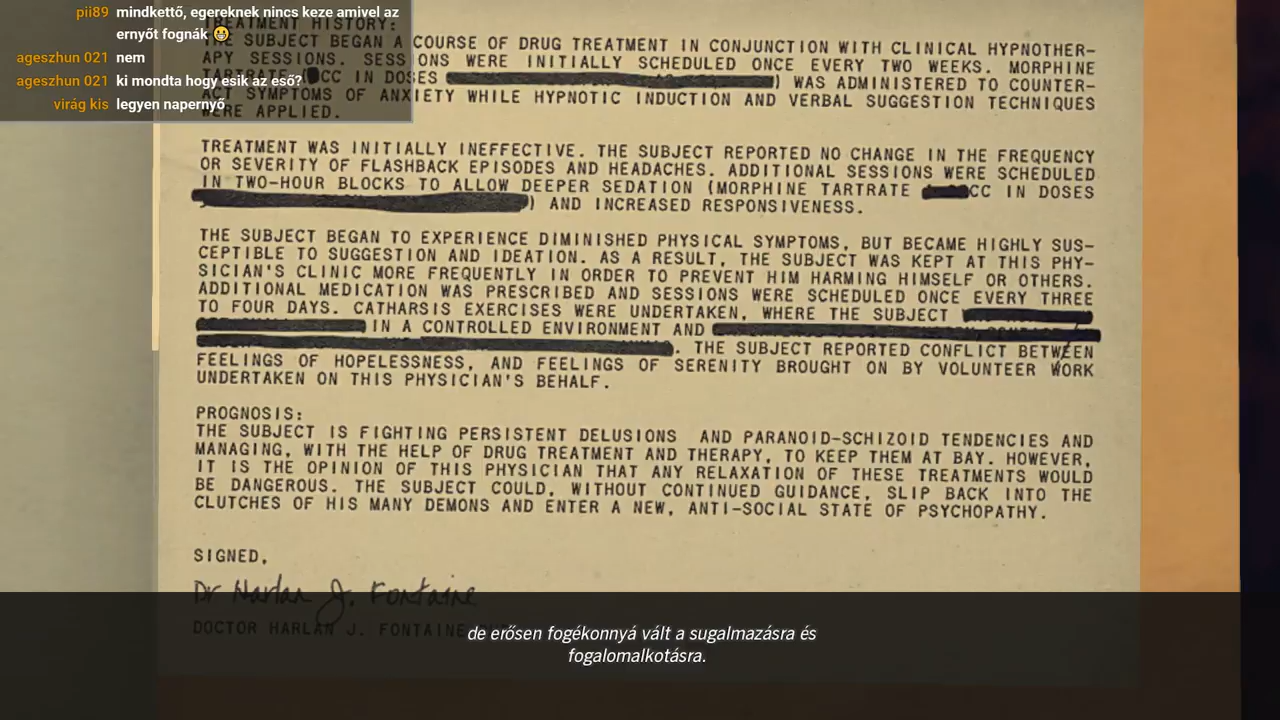 pii89 mindkettő, egereknek nincs keze amivel az
ernyőt fognák 😀
ageszhun 021 nem
ageszhun 021 ki mondta hogy esik az eső?
virág kis legyen napernyő
TREATMENT HISTORY:
THE SUBJECT BEGAN A COURSE OF DRUG TREATMENT IN CONJUNCTION WITH CLINICAL HYPNOTHER-
APY SESSIONS. SESSIONS WERE INITIALLY SCHEDULED ONCE EVERY TWO WEEKS. MORPHINE
TARTRATE CC IN DOSES ) WAS ADMINISTERED TO COUNTER-
ACT SYMPTOMS OF ANXIETY WHILE HYPNOTIC INDUCTION AND VERBAL SUGGESTION TECHNIQUES
WERE APPLIED.
TREATMENT WAS INITIALLY INEFFECTIVE. THE SUBJECT REPORTED NO CHANGE IN THE FREQUENCY
OR SEVERITY OF FLASHBACK EPISODES AND HEADACHES. ADDITIONAL SESSIONS WERE SCHEDULED
IN TWO-HOUR BLOCKS TO ALLOW DEEPER SEDATION (MORPHINE TARTRATE CC IN DOSES
) AND INCREASED RESPONSIVENESS.
THE SUBJECT BEGAN TO EXPERIENCE DIMINISHED PHYSICAL SYMPTOMS, BUT BECAME HIGHLY SUS-
CEPTIBLE TO SUGGESTION AND IDEATION. AS A RESULT, THE SUBJECT WAS KEPT AT THIS PHY-
SICIAN'S CLINIC MORE FREQUENTLY IN ORDER TO PREVENT HIM HARMING HIMSELF OR OTHERS.
ADDITIONAL MEDICATION WAS PRESCRIBED AND SESSIONS WERE SCHEDULED ONCE EVERY THREE
TO FOUR DAYS. CATHARSIS EXERCISES WERE UNDERTAKEN, WHERE THE SUBJECT
IN A CONTROLLED ENVIRONMENT AND
. THE SUBJECT REPORTED CONFLICT BETWEEN
FEELINGS OF HOPELESSNESS, AND FEELINGS OF SERENITY BROUGHT ON BY VOLUNTEER WORK
UNDERTAKEN ON THIS PHYSICIAN'S BEHALF.
PROGNOSIS:
THE SUBJECT IS FIGHTING PERSISTENT DELUSIONS AND PARANOID-SCHIZOID TENDENCIES AND
MANAGING, WITH THE HELP OF DRUG TREATMENT AND THERAPY, TO KEEP THEM AT BAY. HOWEVER,
IT IS THE OPINION OF THIS PHYSICIAN THAT ANY RELAXATION OF THESE TREATMENTS WOULD
BE DANGEROUS. THE SUBJECT COULD, WITHOUT CONTINUED GUIDANCE, SLIP BACK INTO THE
CLUTCHES OF HIS MANY DEMONS AND ENTER A NEW, ANTI-SOCIAL STATE OF PSYCHOPATHY.
SIGNED,
Dr Harlan J. Fontaine
DOCTOR HARLAN J. FONTAINE
de erősen fogékonnyá vált a sugalmazásra és
fogalomalkotásra.